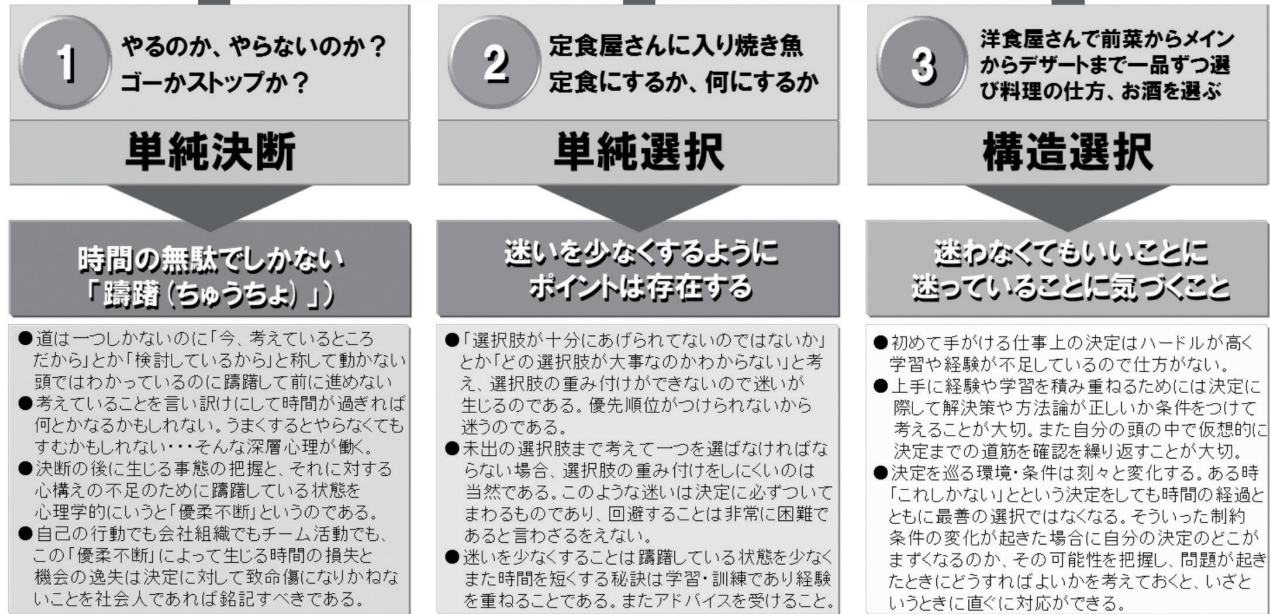 1
やるのか、やらないのか？
ゴーかストップか？
単純決断
時間の無駄でしかない
「躊躇（ちゅうちょ）」）
●道は一つしかないのに「今、考えているところ
だから」とか「検討しているから」と称して動かない
頭ではわかっているのに躊躇して前に進めない
●考えていることを言い訳けにして時間が過ぎれば
何とかなるかもしれない。うまくするとやらなくても
すむかもしれない・・・そんな深層心理が働く。
●決断の後に生じる事態の把握と、それに対する
心構えの不足のために躊躇している状態を
心理学的にいうと「優柔不断」というのである。
●自己の行動でも会社組織でもチーム活動でも、
この「優柔不断」によって生じる時間の損失と
機会の逸失は決定に対して致命傷になりかねな
いことを社会人であれば銘記すべきである。
2
定食屋さんに入り焼き魚
定食にするか、何にするか
単純選択
迷いを少なくするように
ポイントは存在する
●「選択肢が十分にあげられてないのではないか」
とか「どの選択肢が大事なのかわからない」と考
え、選択肢の重み付けができないので迷いが
生じるのである。優先順位がつけられないから
迷うのである。
●未出の選択肢まで考えて一つを選ばなければな
らない場合、選択肢の重み付けをしにくいのは
当然である。このような迷いは決定に必ずついて
まわるものであり、回避することは非常に困難で
あると言わざるをえない。
●迷いを少なくすることは躊躇している状態を少なく
また時間を短くする秘訣は学習・訓練であり経験
を重ねることである。またアドバイスを受けること。
3
洋食屋さんで前菜からメイン
からデザートまで一品ずつ選
び料理の仕方、お酒を選ぶ
構造選択
迷わなくてもいいことに
迷っていることに気づくこと
●初めて手がける仕事上の決定はハードルが高く
学習や経験が不足しているので仕方がない。
●上手に経験や学習を積み重ねるためには決定に
際して解決策や方法論が正しいか条件をつけて
考えることが大切。また自分の頭の中で仮想的に
決定までの道筋を確認を繰り返すことが大切。
●決定を巡る環境・条件は刻々と変化する。ある時
「これしかない」とという決定をしても時間の経過と
ともに最善の選択ではなくなる。そういった制約
条件の変化が起きた場合に自分の決定のどこが
まずくなるのか、その可能性を把握し、問題が起き
たときにどうすればよいかを考えておくと、いざと
いうときに直ぐに対応ができる。